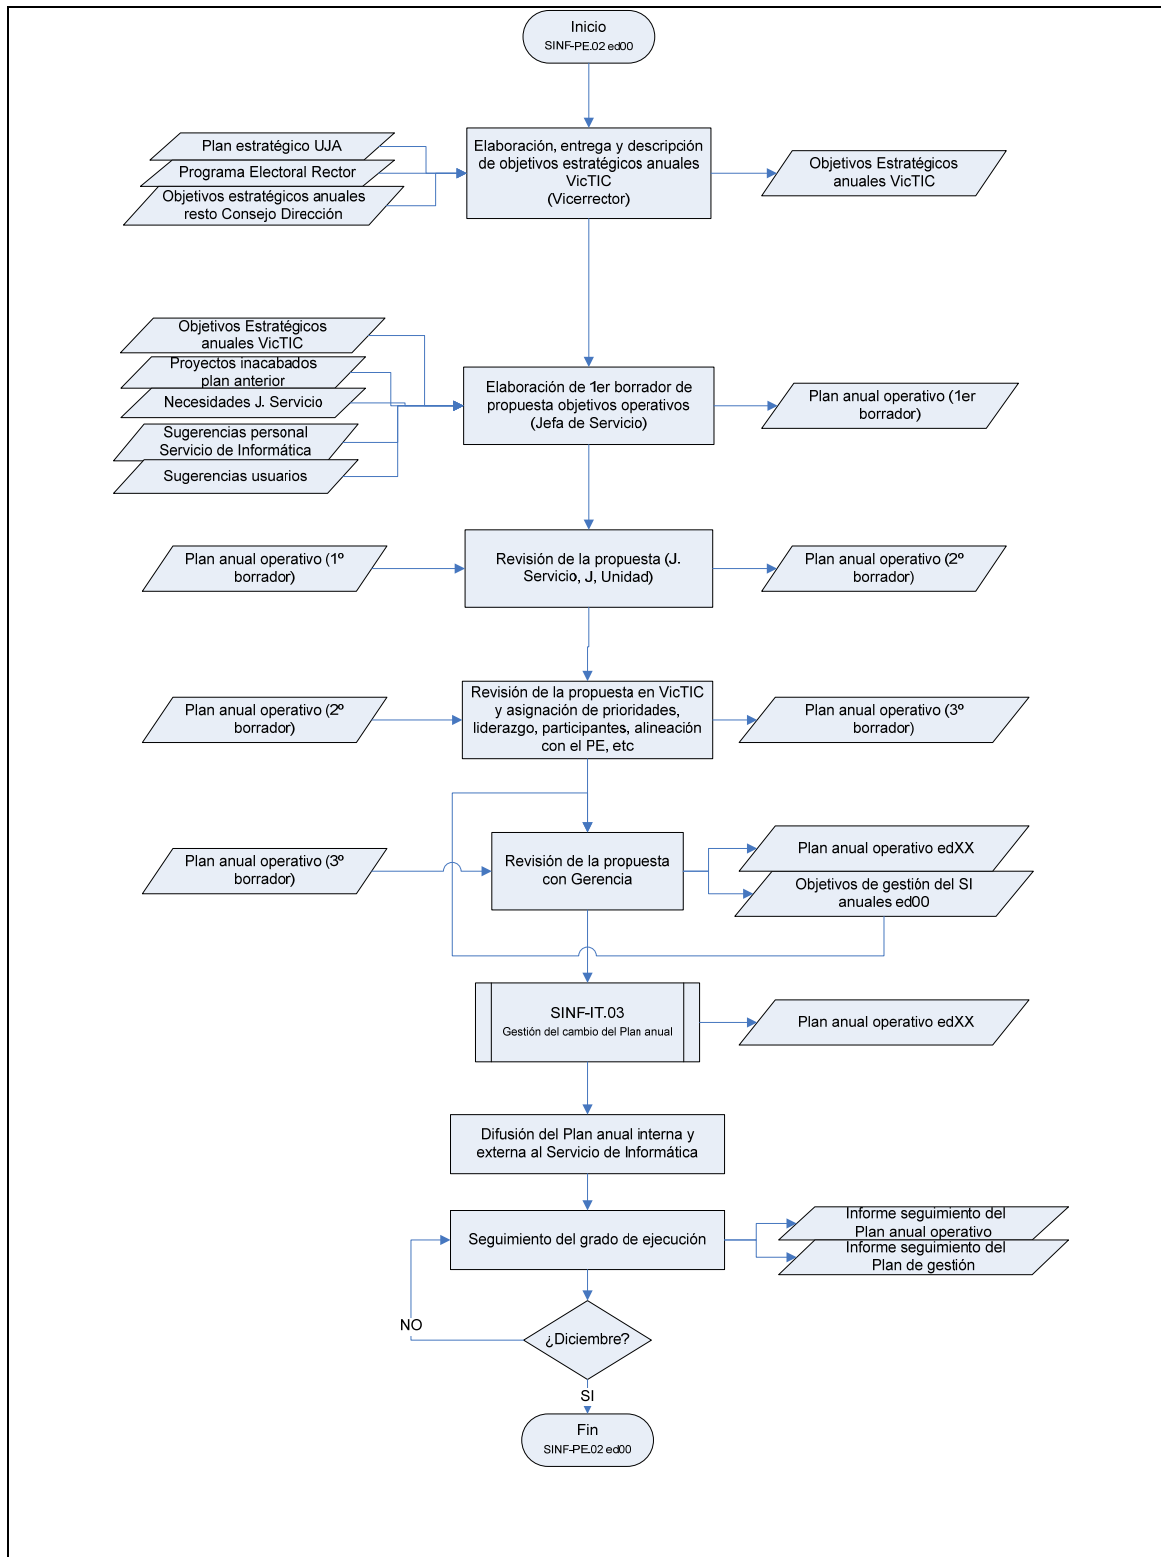 Inicio
SINF-PE.02 ed00
Plan estratégico UJA
Programa Electoral Rector
Objetivos estratégicos anuales
resto Consejo Dirección
Elaboración, entrega y descripción
de objetivos estratégicos anuales
VicTIC
(Vicerrector)
Objetivos Estratégicos
anuales VicTIC
Objetivos Estratégicos
anuales VicTIC
Proyectos inacabados
plan anterior
Necesidades J. Servicio
Sugerencias personal
Servicio de Informática
Sugerencias usuarios
Elaboración de 1er borrador de
propuesta objetivos operativos
(Jefa de Servicio)
Plan anual operativo (1er
borrador)
Plan anual operativo (1º
borrador)
Revisión de la propuesta (J.
Servicio, J, Unidad)
Plan anual operativo (2º
borrador)
Plan anual operativo (2º
borrador)
Revisión de la propuesta en VicTIC
y asignación de prioridades,
liderazgo, participantes, alineación
con el PE, etc
Plan anual operativo (3º
borrador)
Plan anual operativo (3º
borrador)
Revisión de la propuesta
con Gerencia
Plan anual operativo edXX
Objetivos de gestión del SI
anuales ed00
SINF-IT.03
Gestión del cambio del Plan anual
Plan anual operativo edXX
Difusión del Plan anual interna y
externa al Servicio de Informática
Seguimiento del grado de ejecución
Informe seguimiento del
Plan anual operativo
Informe seguimiento del
Plan de gestión
NO
¿Diciembre?
SI
Fin
SINF-PE.02 ed00